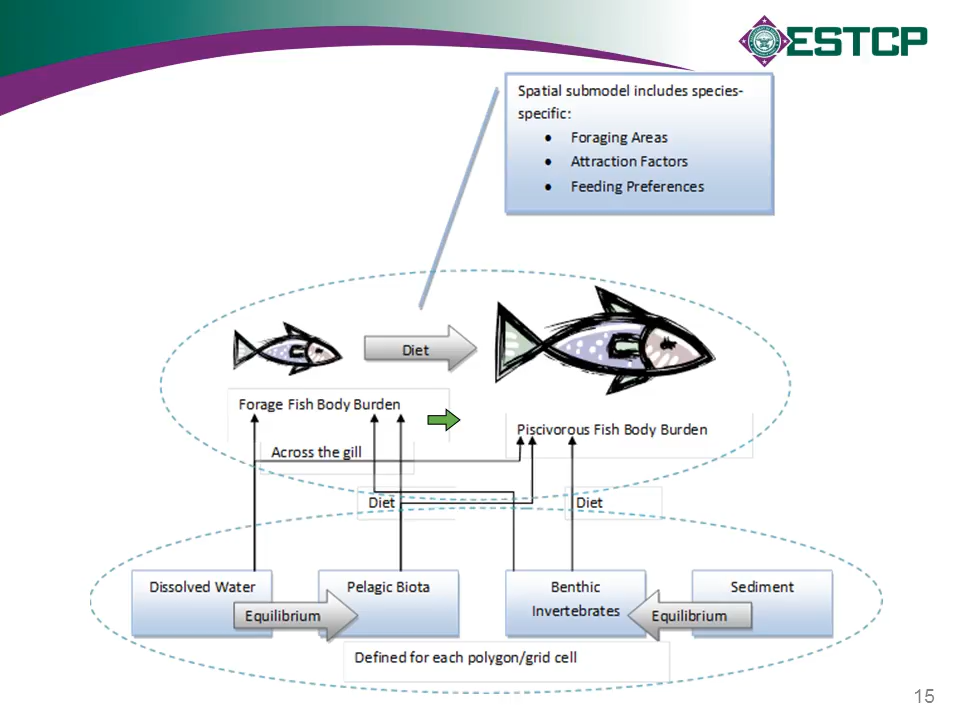 ESTCP
Spatial submodel includes species-
specific:
• Foraging Areas
• Attraction Factors
• Feeding Preferences
Diet
Forage Fish Body Burden
Piscivorous Fish Body Burden
Across the gill
Diet
Diet
Dissolved Water
Pelagic Biota
Benthic
Invertebrates
Sediment
Equilibrium
Equilibrium
Defined for each polygon/grid cell
15